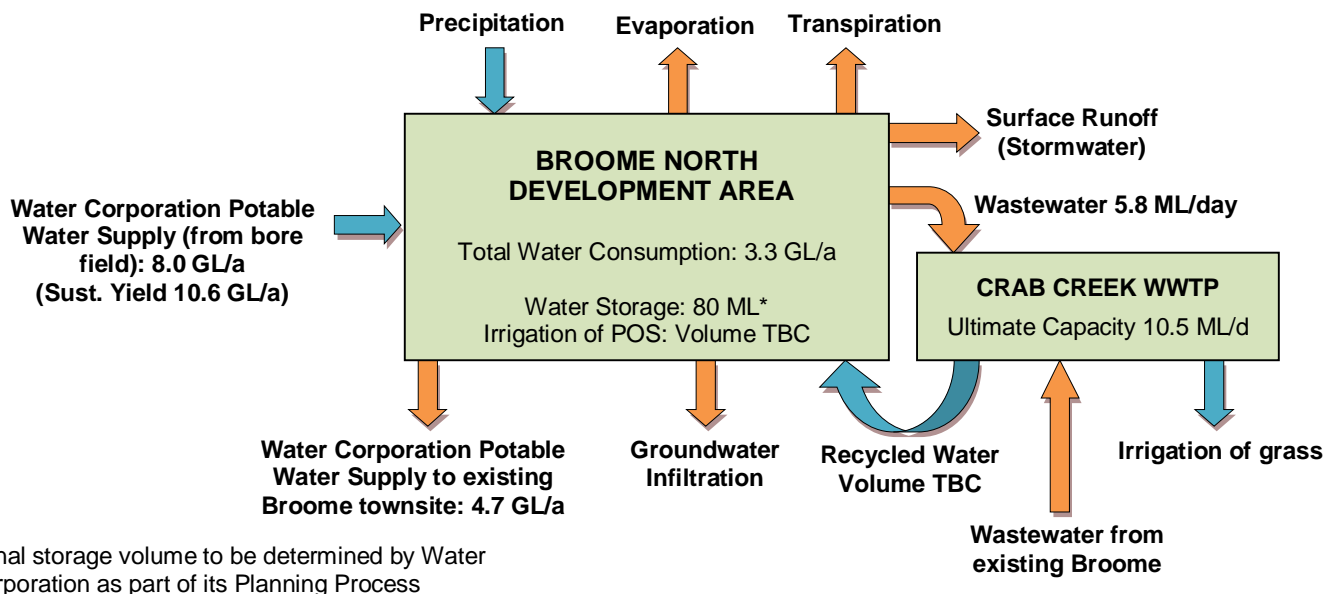 Precipitation
Evaporation
Transpiration
Surface Runoff
(Stormwater)
BROOME NORTH
DEVELOPMENT AREA
Total Water Consumption: 3.3 GL/a
Water Storage: 80 ML*
Irrigation of POS: Volume TBC
Water Corporation Potable
Water Supply (from bore
field): 8.0 GL/a
(Sust. Yield 10.6 GL/a)
Wastewater 5.8 ML/day
CRAB CREEK WWTP
Ultimate Capacity 10.5 ML/d
Water Corporation Potable
Water Supply to existing
Broome townsite: 4.7 GL/a
Groundwater
Infiltration
Recycled Water
Volume TBC
Irrigation of grass
Wastewater from
existing Broome
storage volume to be determined by Water
as part of its Planning Process